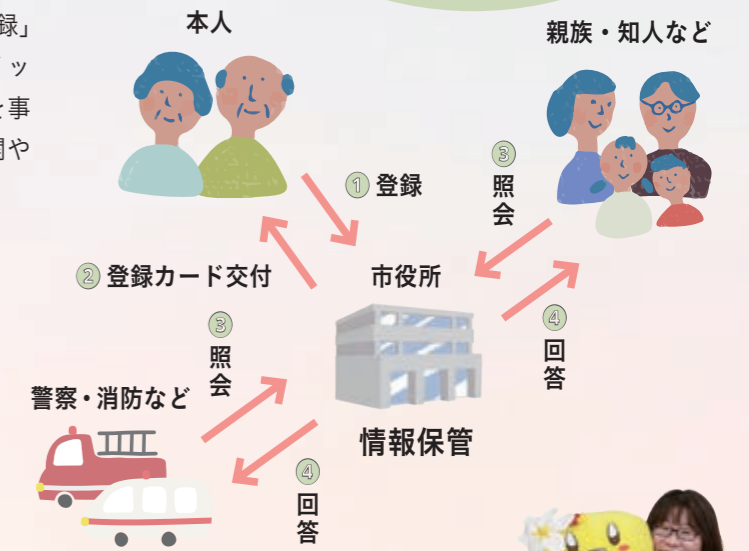 録」
ッ
事
や
本人
親族・知人など
① 登録
③
照
会
② 登録カード交付
市役所
③
照
会
④
回
答
警察・消防など
情報保管
④
回
答